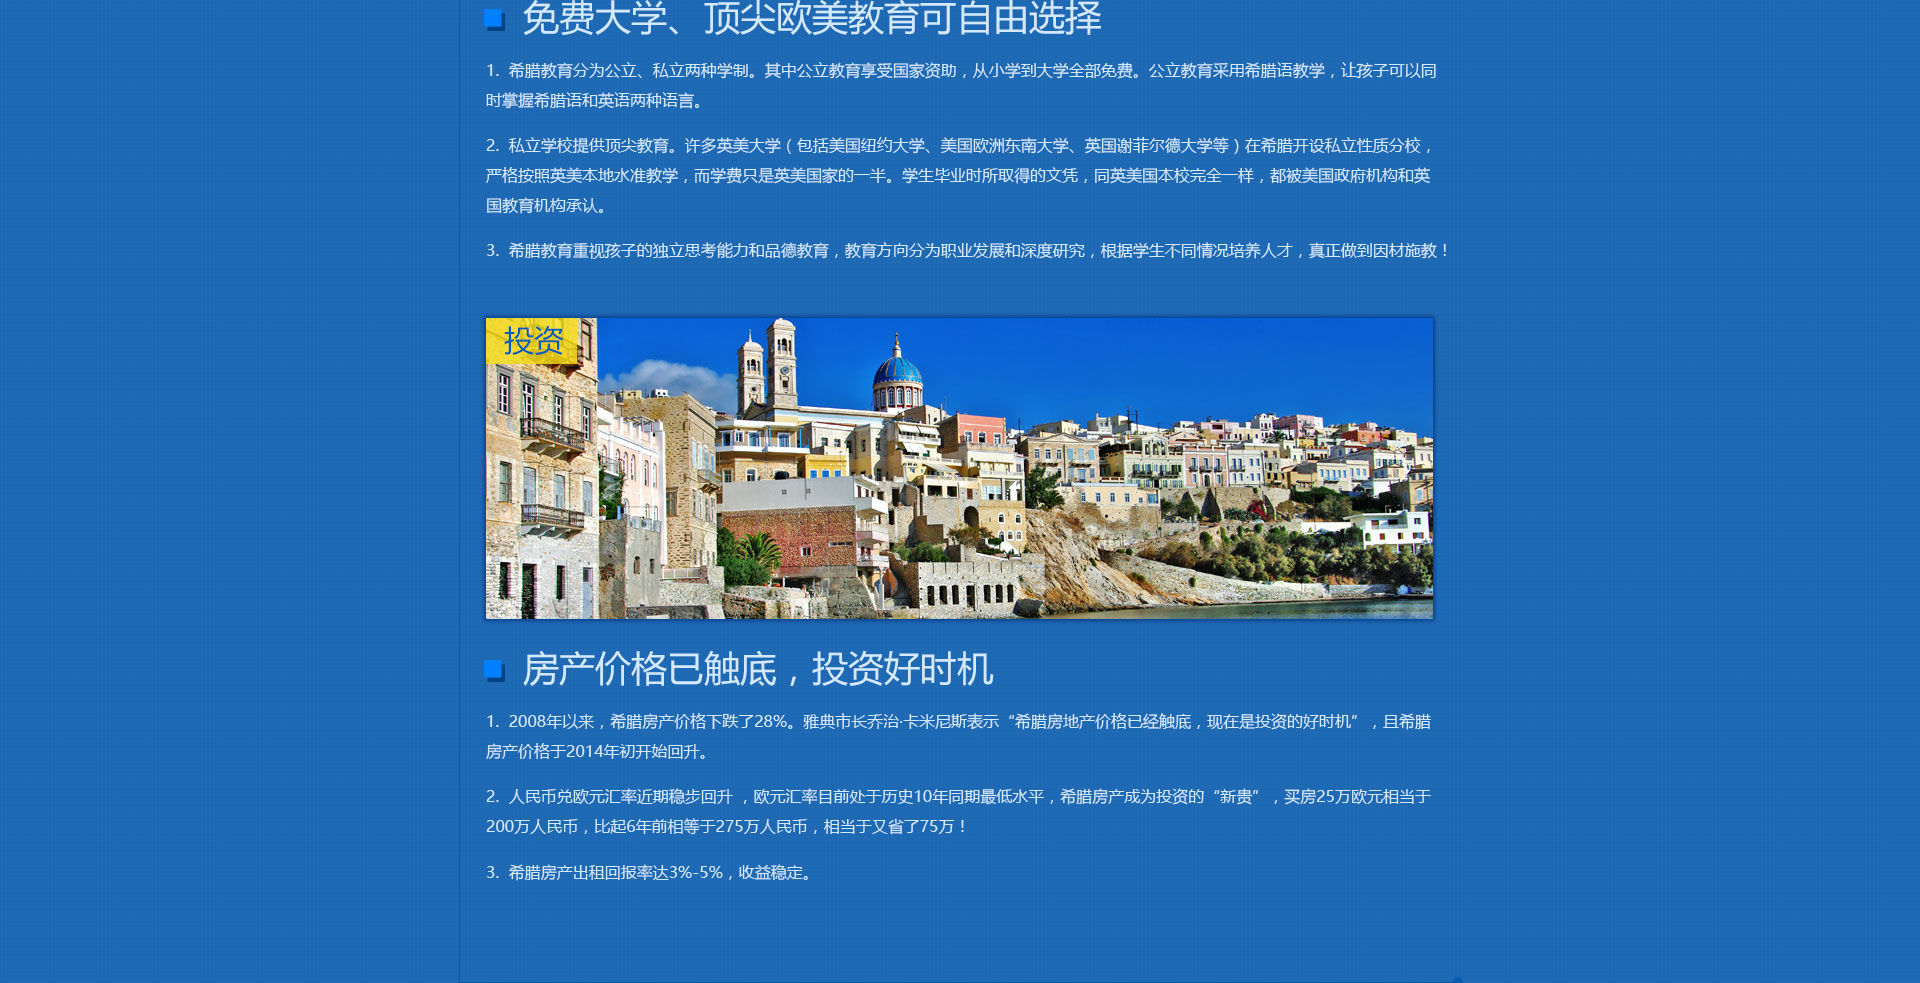 免费大学、顶尖欧美教育可自由选择
1. 希腊教育分为公立、私立两种学制。其中公立教育享受国家资助，从小学到大学全部免费。公立教育采用希腊语教学，让孩子可以同
时掌握希腊语和英语两种语言。
2. 私立学校提供顶尖教育。许多英美大学（包括美国纽约大学、美国欧洲东南大学、英国谢菲尔德大学等）在希腊开设私立性质分校，
严格按照英美本地水准教学，而学费只是英美国家的一半。学生毕业时所取得的文凭，同英美国本校完全一样，都被美国政府机构和英
国教育机构承认。
3. 希腊教育重视孩子的独立思考能力和品德教育，教育方向分为职业发展和深度研究，根据学生不同情况培养人才，真正做到因材施教！
投资
房产价格已触底，投资好时机
1. 2008年以来，希腊房产价格下跌了28%。雅典市长乔治·卡米尼斯表示“希腊房地产价格已经触底，现在是投资的好时机”，且希腊
房产价格于2014年初开始回升。
2. 人民币兑欧元汇率近期稳步回升 ，欧元汇率目前处于历史10年同期最低水平，希腊房产成为投资的“新贵”，买房25万欧元相当于
200万人民币，比起6年前相等于275万人民币，相当于又省了75万！
3. 希腊房产出租回报率达3%-5%，收益稳定。